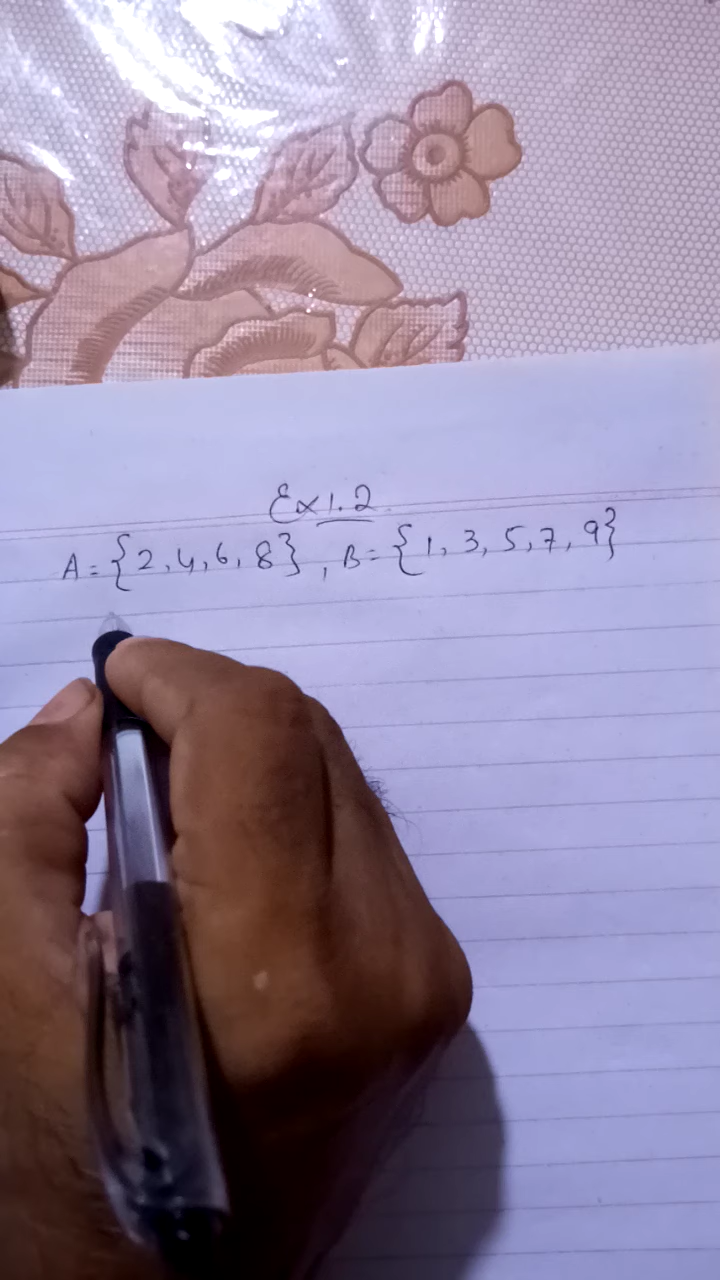 Ex 1.2
A = {2, 4, 6, 8}, B = {1, 3, 5, 7, 9}